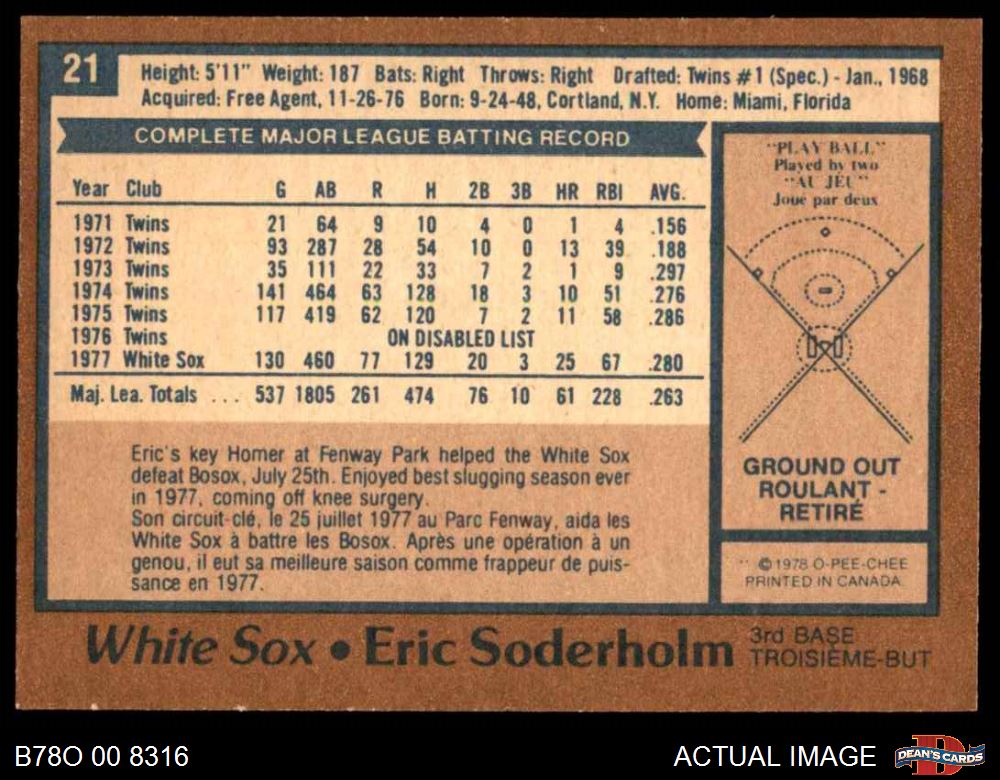 21
Height: 5'11" Weight: 187 Bats: Right Throws: Right Drafted: Twins #1 (Spec.) - Jan., 1968
Acquired: Free Agent, 11-26-76 Born: 9-24-48, Cortland, N.Y. Home: Miami, Florida
COMPLETE MAJOR LEAGUE BATTING RECORD
Year Club G AB R H 2B 3B HR RBI AVG.
1971 Twins 21 64 9 10 4 0 1 4 .156
1972 Twins 93 287 28 54 10 0 13 39 .188
1973 Twins 35 111 22 33 7 2 1 9 .297
1974 Twins 141 464 63 128 18 3 10 51 .276
1975 Twins 117 419 62 120 7 2 11 58 .286
1976 Twins ON DISABLED LIST
1977 White Sox 130 460 77 129 20 3 25 67 .280
Maj. Lea. Totals ... 537 1805 261 474 76 10 61 228 .263
Eric's key Homer at Fenway Park helped the White Sox
defeat Bosox, July 25th. Enjoyed best slugging season ever
in 1977, coming off knee surgery.
Son circuit-clé, le 25 juillet 1977 au Parc Fenway, aida les
White Sox à battre les Bosox. Après une opération à un
genou, il eut sa meilleure saison comme frappeur de puis-
sance en 1977.
"PLAY BALL"
Played by two
"AU JEU"
Joué par deux
GROUND OUT
ROULANT -
RETIRÉ
©1978 O-PEE-CHEE
PRINTED IN CANADA
White Sox • Eric Soderholm
3rd BASE
TROISIÈME-BUT
B78O 00 8316
ACTUAL IMAGE
DEAN'S CARDS